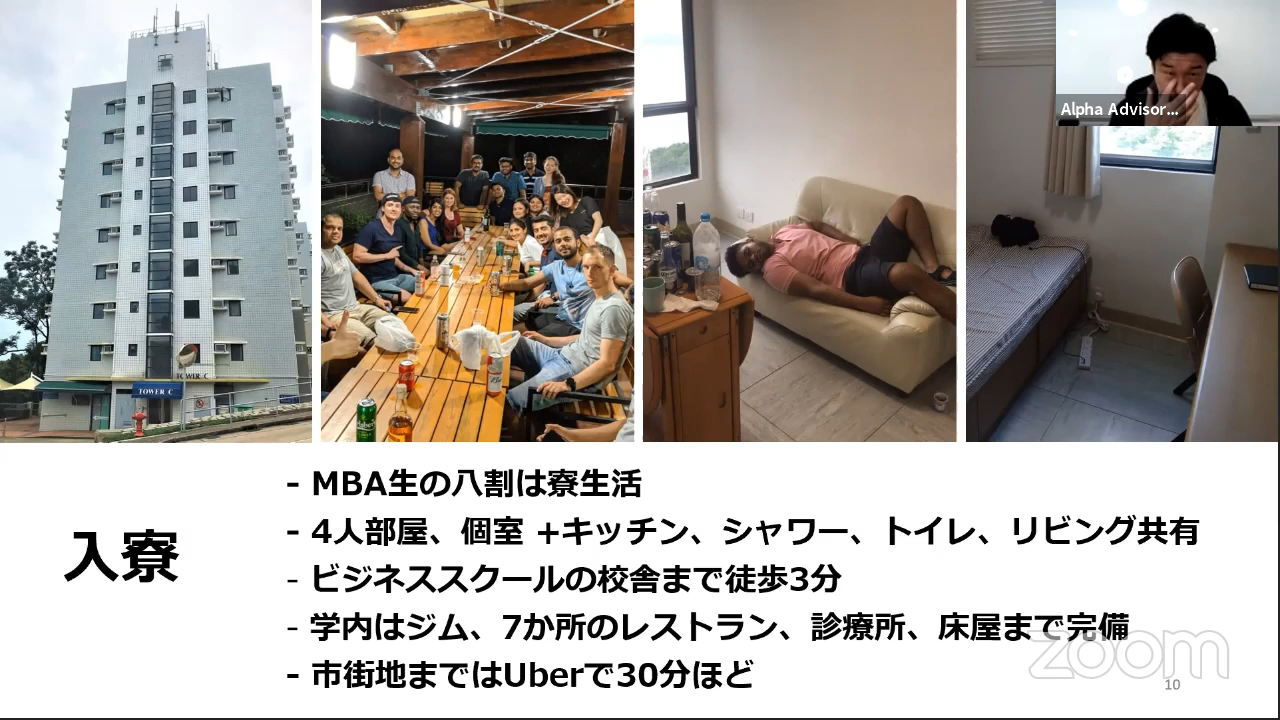 Alpha Advisor...
TOWER C
TOWER C
入寮
- MBA生の八割は寮生活
- 4人部屋、個室 +キッチン、シャワー、トイレ、リビング共有
- ビジネススクールの校舎まで徒歩3分
- 学内はジム、7か所のレストラン、診療所、床屋まで完備
- 市街地まではUberで30分ほど
zoom
10